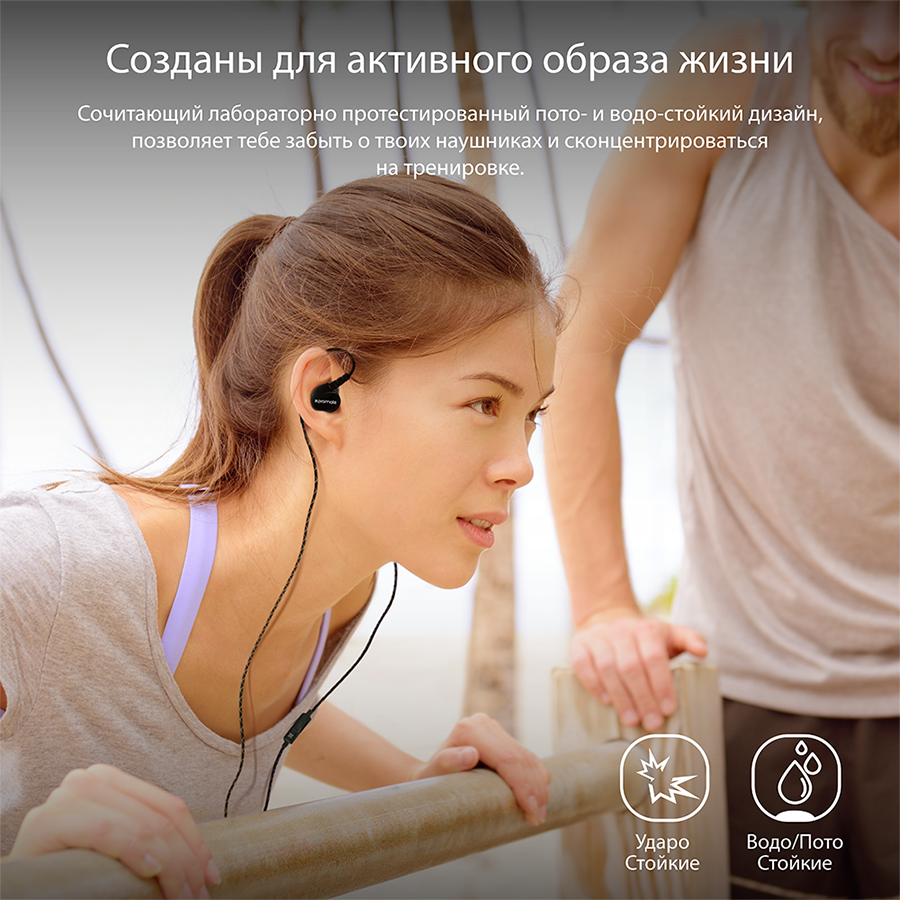 Созданы для активного образа жизни
Сочитающий лабораторно протестированный пото- и водо-стойкий дизайн,
позволяет тебе забыть о твоих наушниках и сконцентрироваться
на тренировке.
promate
Ударо
Стойкие
Водо/Пото
Стойкие